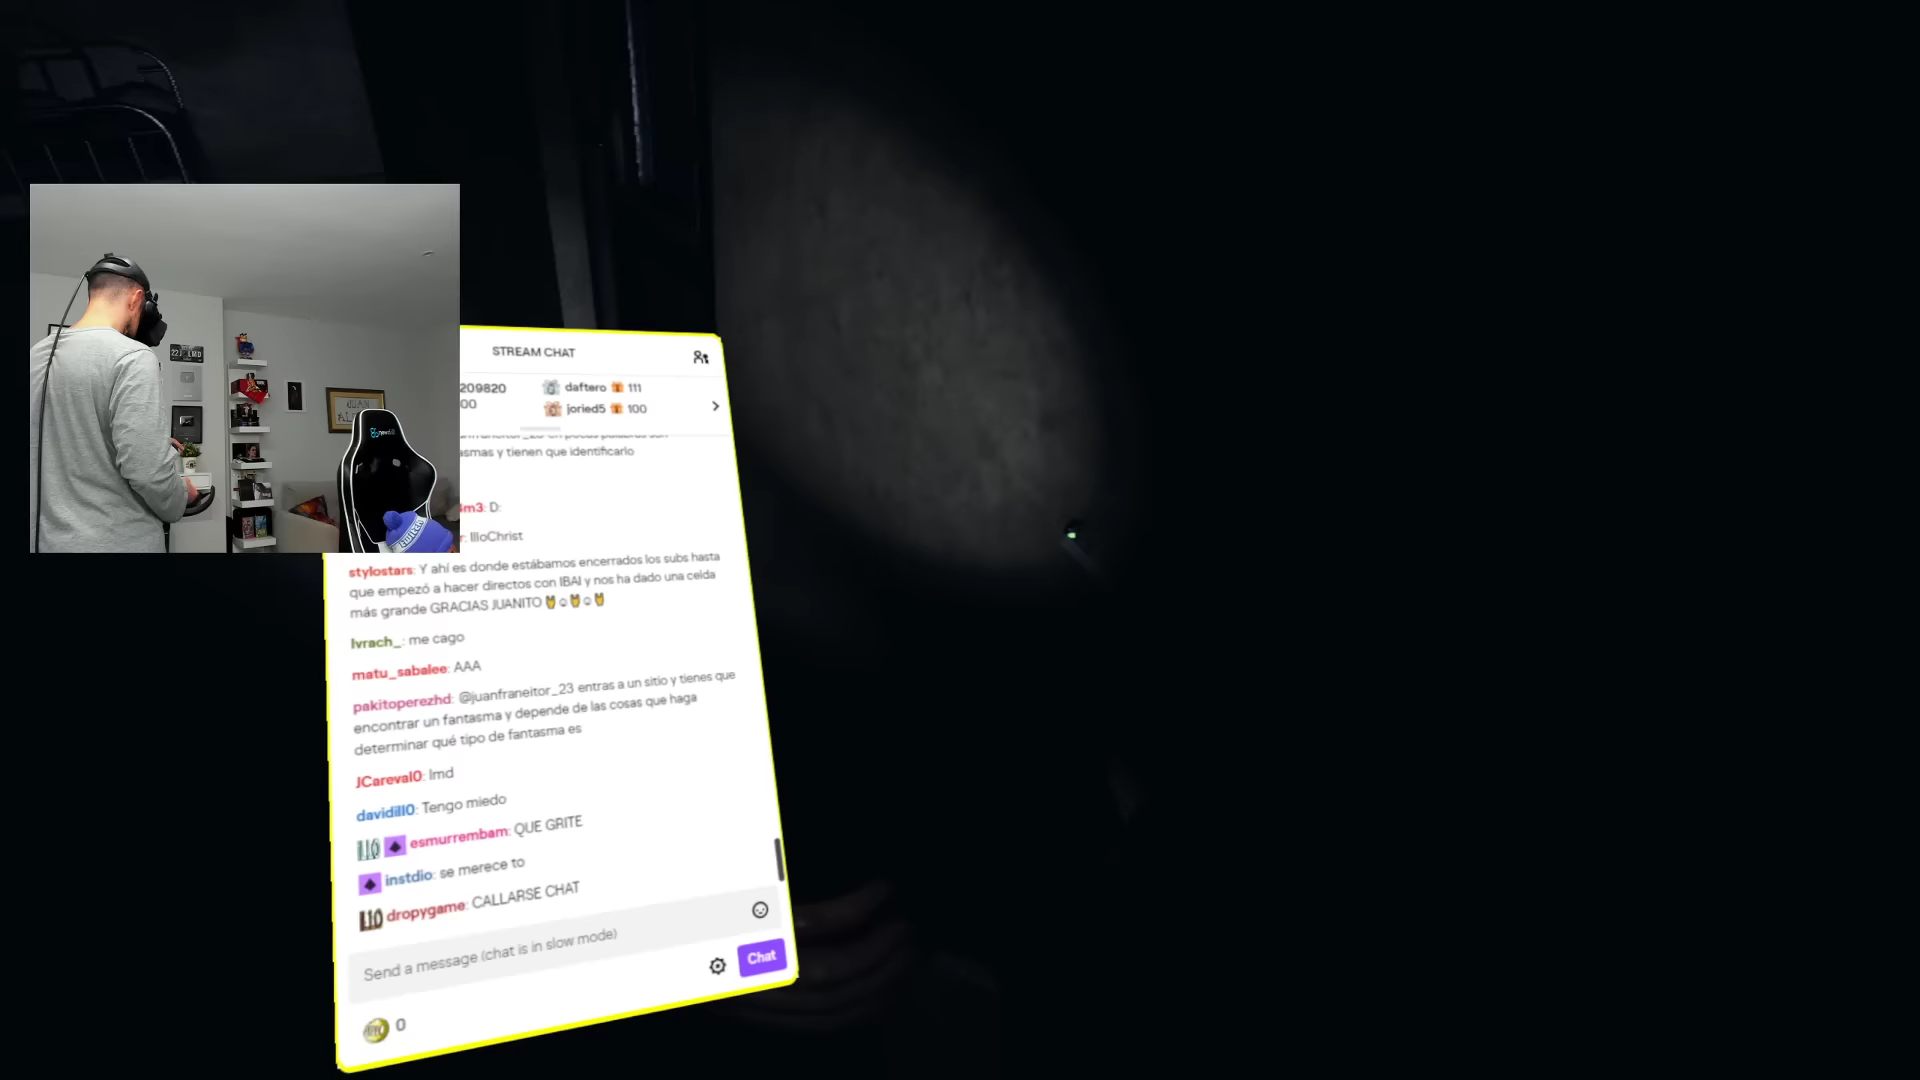 STREAM CHAT
209820
daftero 111
00
joried5 100
asmas y tienen que identificarlo
m3: D:
r: IlloChrist
stylostars: Y ahí es donde estábamos encerrados los subs hasta
que empezó a hacer directos con IBAI y nos ha dado una celda
más grande GRACIAS JUANITO
lvrach_: me cago
matu_sabalee: AAA
pakitoperezhd: @juanfraneitor_23 entras a un sitio y tienes que
encontrar un fantasma y depende de las cosas que haga
determinar qué tipo de fantasma es
JCareval0: lmd
davidill0: Tengo miedo
esmurrembam: QUE GRITE
instdio: se merece to
dropygame: CALLARSE CHAT
Send a message (chat is in slow mode)
Chat
0
JUAN